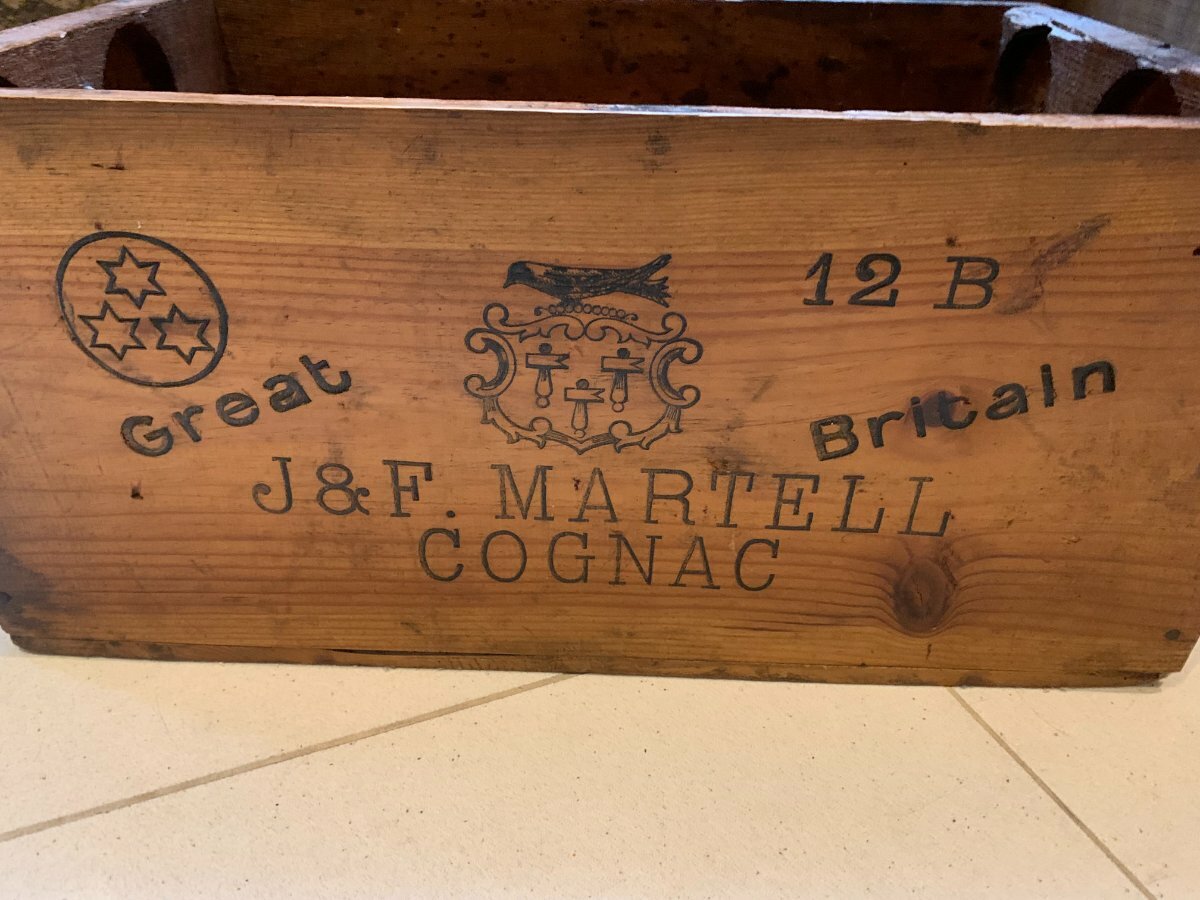 12 B
Great Britain
J & F. MARTELL
COGNAC